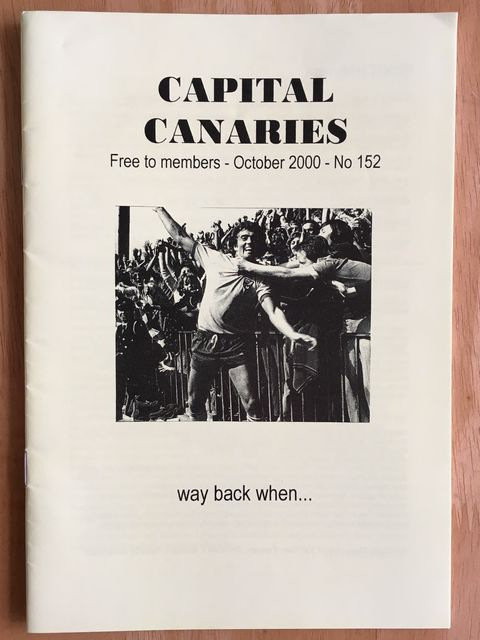 CAPITAL
CANARIES
Free to members - October 2000 - No 152
way back when...